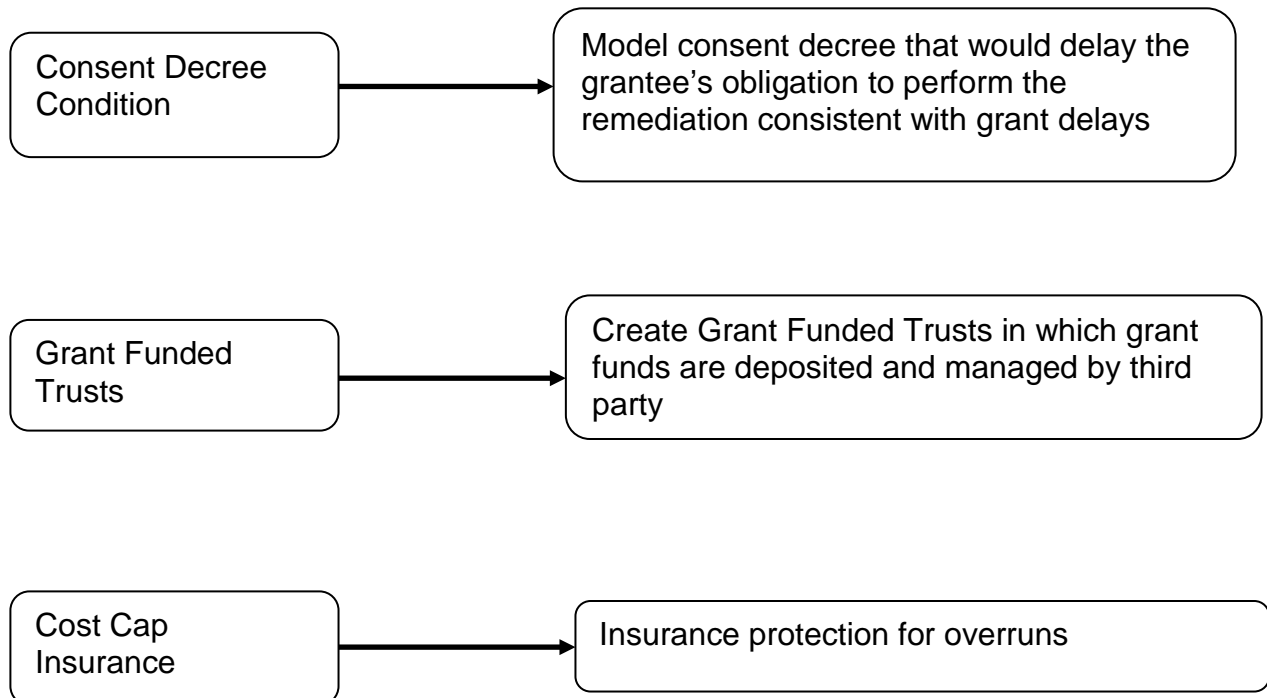 Consent Decree
Condition
Model consent decree that would delay the
grantee’s obligation to perform the
remediation consistent with grant delays
Grant Funded
Trusts
Create Grant Funded Trusts in which grant
funds are deposited and managed by third
party
Cost Cap
Insurance
Insurance protection for overruns